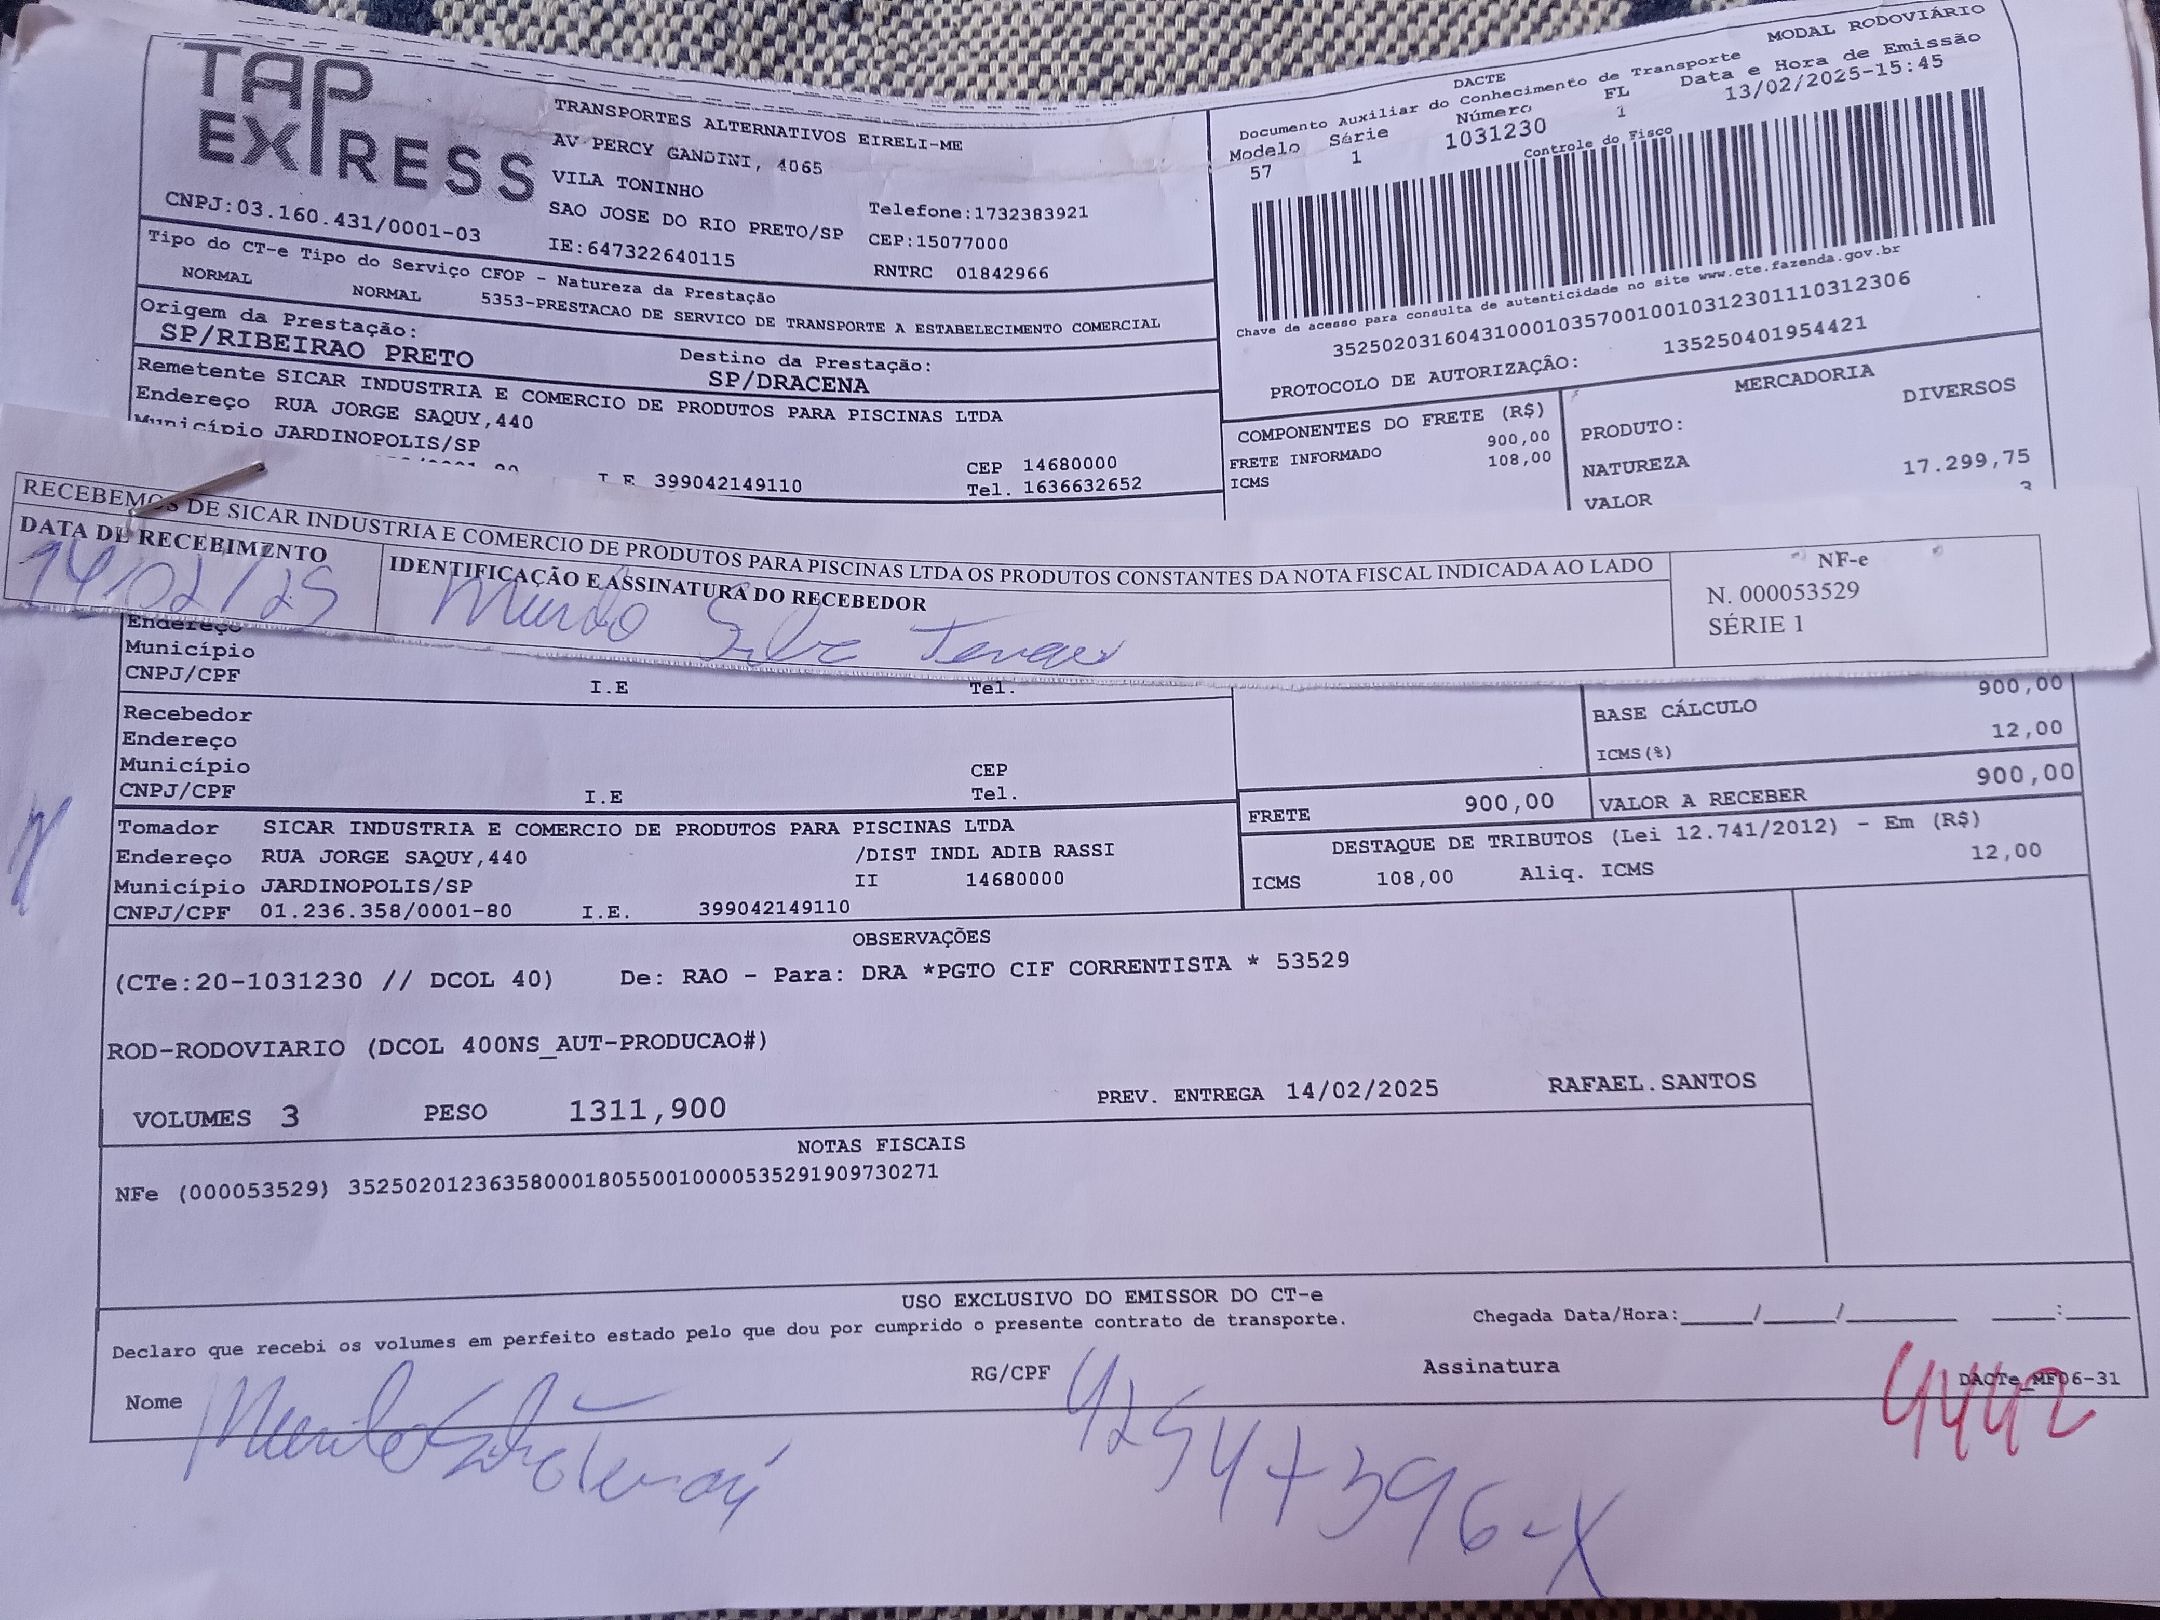 TAP EXPRESS
TRANSPORTES ALTERNATIVOS EIRELI-ME
AV PERCY GANDINI, 4065
VILA TONINHO
SAO JOSE DO RIO PRETO/SP
IE:647322640115
Telefone:1732383921
CEP:15077000
RNTRC 01842966
CNPJ:03.160.431/0001-03
MODAL RODOVIÁRIO
DACTE
Documento Auxiliar do Conhecimento de Transporte
Data e Hora de Emissão
Modelo Série Número FL
57 1 1031230 1 13/02/2025-15:45
Controle do Fisco
Chave de acesso para consulta de autenticidade no site www.cte.fazenda.gov.br
35250203160431000103570010010312301110312306
PROTOCOLO DE AUTORIZAÇÃO: 135250401954421
Tipo do CT-e Tipo do Serviço CFOP - Natureza da Prestação
NORMAL NORMAL 5353-PRESTACAO DE SERVICO DE TRANSPORTE A ESTABELECIMENTO COMERCIAL
Origem da Prestação:
SP/RIBEIRAO PRETO
Destino da Prestação:
SP/DRACENA
Remetente SICAR INDUSTRIA E COMERCIO DE PRODUTOS PARA PISCINAS LTDA
Endereço RUA JORGE SAQUY,440
Município JARDINOPOLIS/SP
CEP 14680000
I.E 399042149110
Tel. 1636632652
COMPONENTES DO FRETE (R$)
FRETE INFORMADO 900,00
ICMS 108,00
MERCADORIA
PRODUTO: DIVERSOS
NATUREZA
VALOR 17.299,75
RECEBEMOS DE SICAR INDUSTRIA E COMERCIO DE PRODUTOS PARA PISCINAS LTDA OS PRODUTOS CONSTANTES DA NOTA FISCAL INDICADA AO LADO
DATA DE RECEBIMENTO
14/02/25
IDENTIFICAÇÃO E ASSINATURA DO RECEBEDOR
NF-e
N. 000053529
SÉRIE 1
Endereço
Município
CNPJ/CPF I.E Tel.
Recebedor
Endereço
Município CEP
CNPJ/CPF I.E Tel.
BASE CÁLCULO 900,00
ICMS(%) 12,00
FRETE 900,00 VALOR A RECEBER 900,00
Tomador SICAR INDUSTRIA E COMERCIO DE PRODUTOS PARA PISCINAS LTDA
Endereço RUA JORGE SAQUY,440 /DIST INDL ADIB RASSI
Município JARDINOPOLIS/SP II 14680000
CNPJ/CPF 01.236.358/0001-80 I.E. 399042149110
DESTAQUE DE TRIBUTOS (Lei 12.741/2012) - Em (R$)
ICMS 108,00 Aliq. ICMS 12,00
OBSERVAÇÕES
(CTe:20-1031230 // DCOL 40) De: RAO - Para: DRA *PGTO CIF CORRENTISTA * 53529
ROD-RODOVIARIO (DCOL 400NS_AUT-PRODUCAO#)
VOLUMES 3 PESO 1311,900 PREV. ENTREGA 14/02/2025 RAFAEL.SANTOS
NOTAS FISCAIS
NFe (000053529) 35250201236358000180550010000535291909730271
USO EXCLUSIVO DO EMISSOR DO CT-e
Declaro que recebi os volumes em perfeito estado pelo que dou por cumprido o presente contrato de transporte.
Chegada Data/Hora:____/____/____ ____:____
Nome
RG/CPF
Assinatura
DACTe_MF06-31
4442